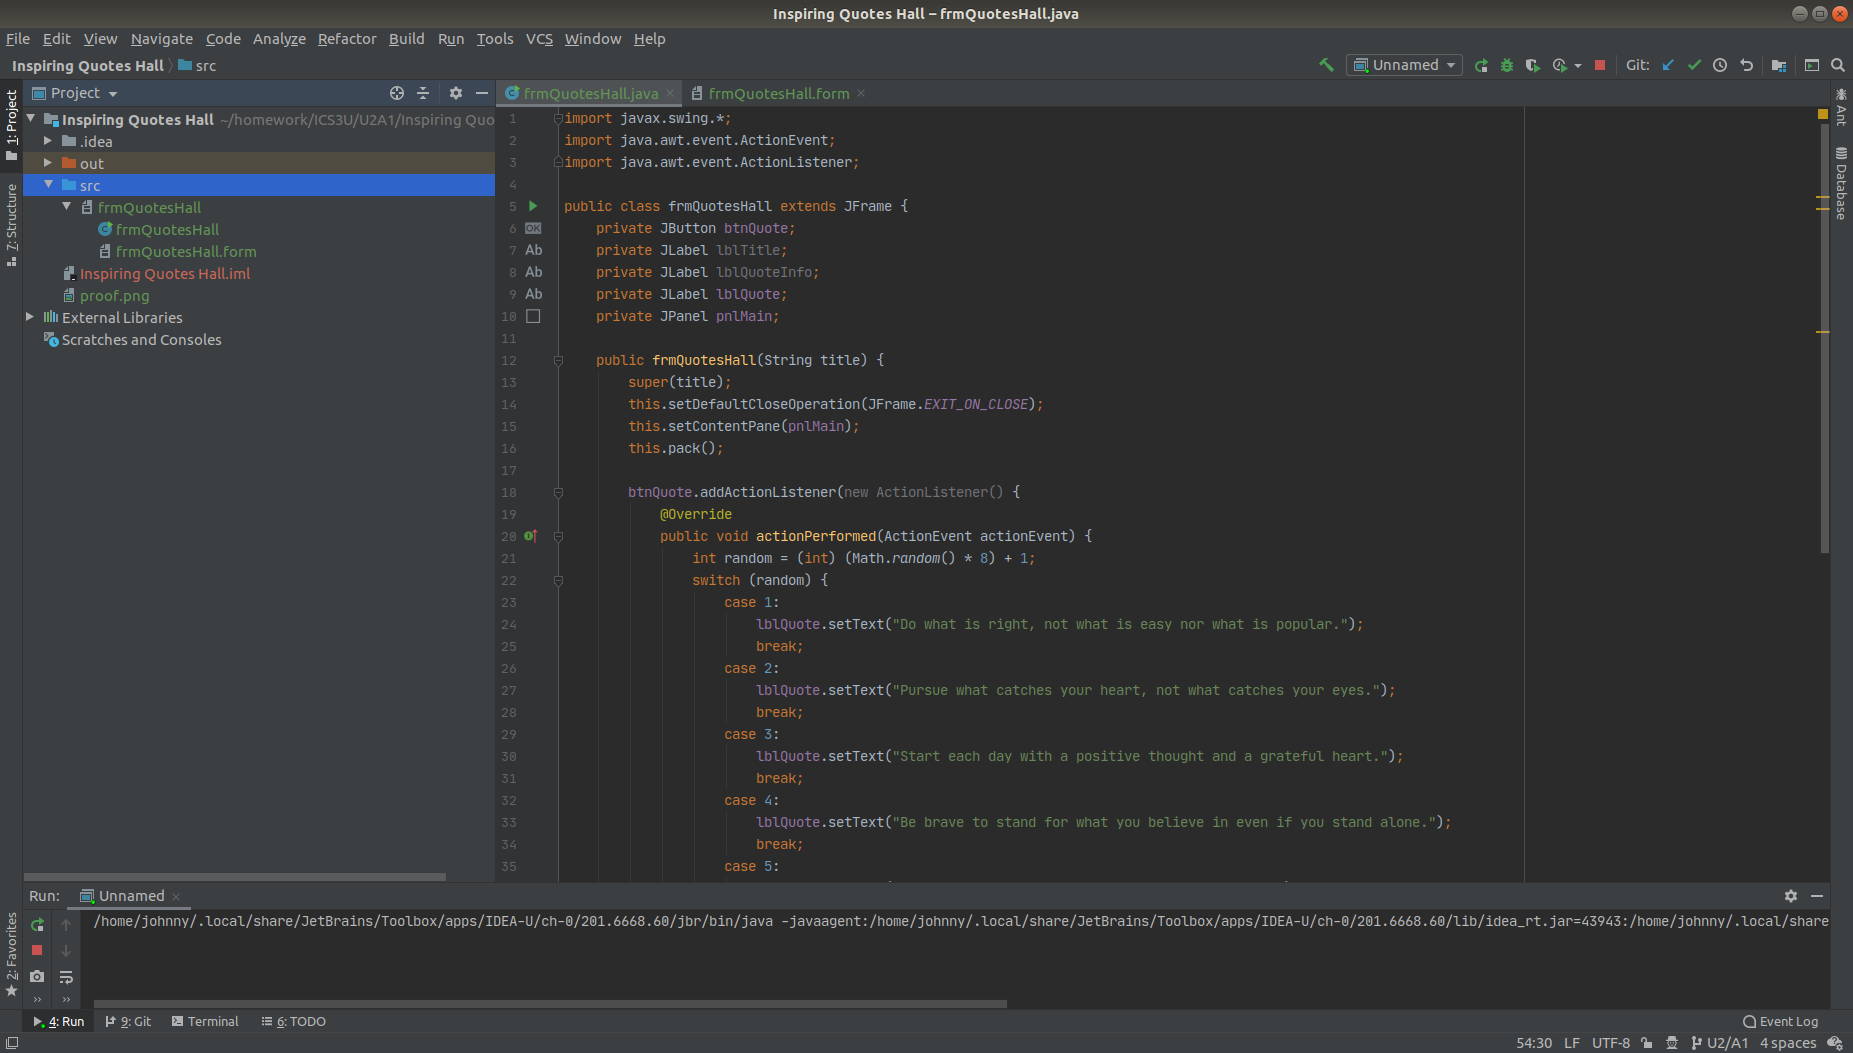 Inspiring Quotes Hall – frmQuotesHall.java
File Edit View Navigate Code Analyze Refactor Build Run Tools VCS Window Help
Inspiring Quotes Hall src
Unnamed
Git:
1: Project
7: Structure
2: Favorites
Project
Inspiring Quotes Hall ~/homework/ICS3U/U2A1/Inspiring Quo
.idea
out
src
frmQuotesHall
frmQuotesHall
frmQuotesHall.form
Inspiring Quotes Hall.iml
proof.png
External Libraries
Scratches and Consoles
frmQuotesHall.java frmQuotesHall.form
1 import javax.swing.*;
2 import java.awt.event.ActionEvent;
3 import java.awt.event.ActionListener;
4
5 public class frmQuotesHall extends JFrame {
6 OK private JButton btnQuote;
7 Ab private JLabel lblTitle;
8 Ab private JLabel lblQuoteInfo;
9 Ab private JLabel lblQuote;
10 private JPanel pnlMain;
11
12 public frmQuotesHall(String title) {
13 super(title);
14 this.setDefaultCloseOperation(JFrame.EXIT_ON_CLOSE);
15 this.setContentPane(pnlMain);
16 this.pack();
17
18 btnQuote.addActionListener(new ActionListener() {
19 @Override
20 public void actionPerformed(ActionEvent actionEvent) {
21 int random = (int) (Math.random() * 8) + 1;
22 switch (random) {
23 case 1:
24 lblQuote.setText("Do what is right, not what is easy nor what is popular.");
25 break;
26 case 2:
27 lblQuote.setText("Pursue what catches your heart, not what catches your eyes.");
28 break;
29 case 3:
30 lblQuote.setText("Start each day with a positive thought and a grateful heart.");
31 break;
32 case 4:
33 lblQuote.setText("Be brave to stand for what you believe in even if you stand alone.");
34 break;
35 case 5:
Ant
Database
Run: Unnamed
/home/johnny/.local/share/JetBrains/Toolbox/apps/IDEA-U/ch-0/201.6668.60/jbr/bin/java -javaagent:/home/johnny/.local/share/JetBrains/Toolbox/apps/IDEA-U/ch-0/201.6668.60/lib/idea_rt.jar=43943:/home/johnny/.local/share
4: Run 9: Git Terminal 6: TODO Event Log
54:30 LF UTF-8 U2/A1 4 spaces